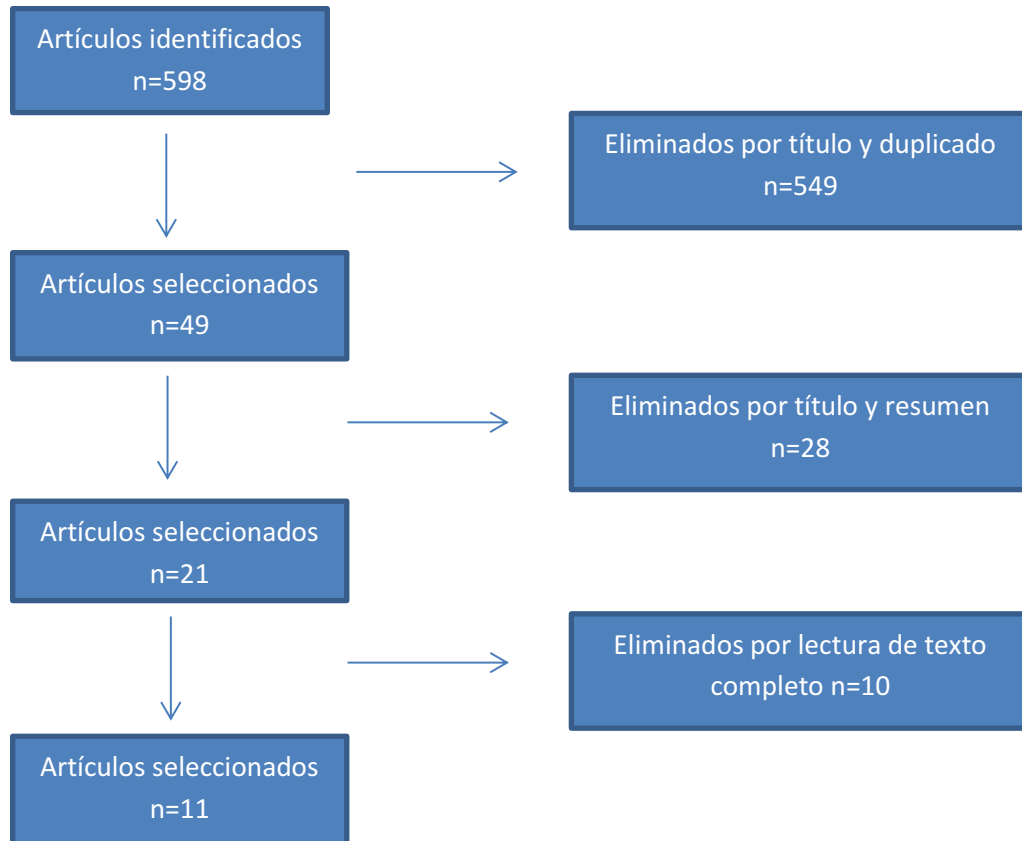 Artículos identificados
n=598
Eliminados por título y duplicado
n=549
Artículos seleccionados
n=49
Eliminados por título y resumen
n=28
Artículos seleccionados
n=21
Eliminados por lectura de texto
completo n=10
Artículos seleccionados
n=11